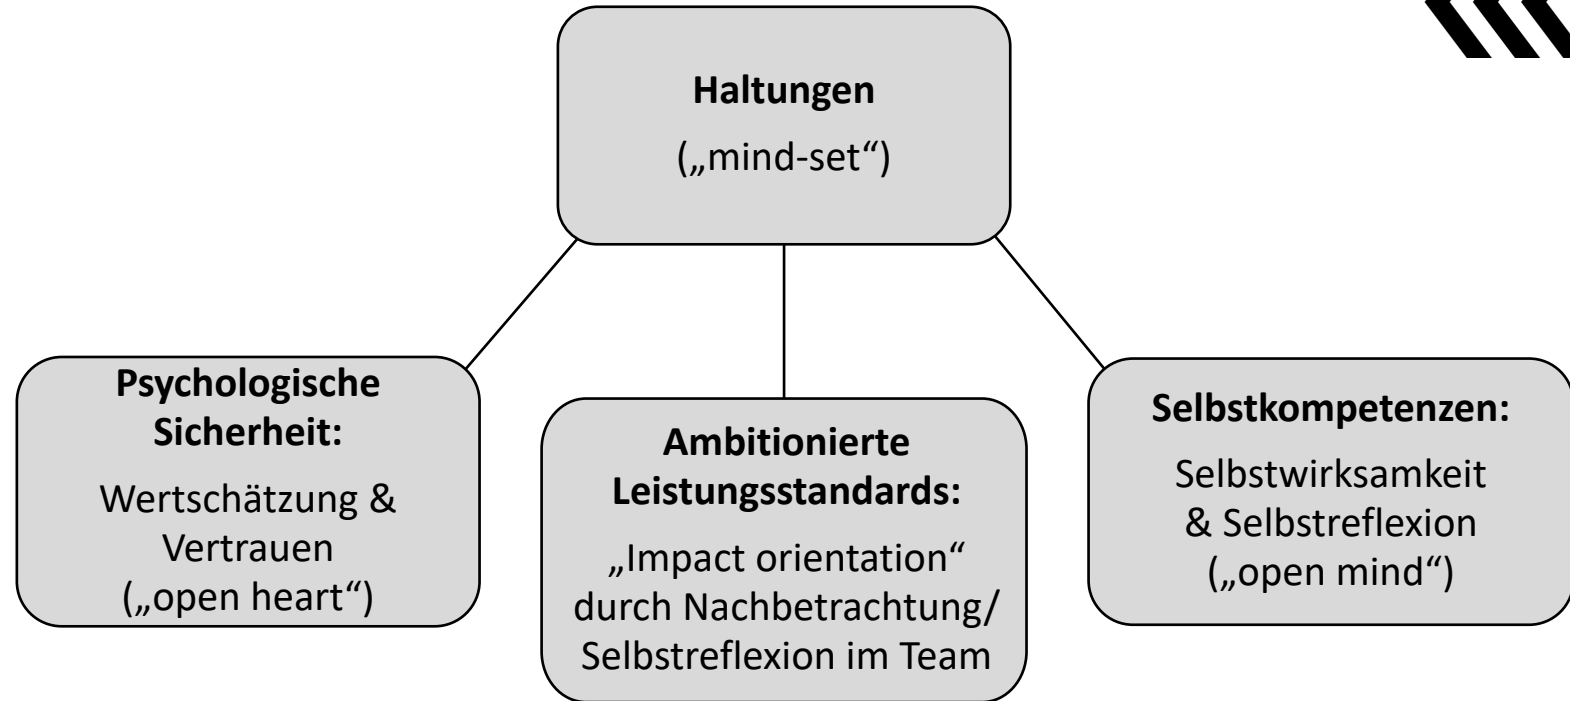 Haltungen
(„mind-set“)
Psychologische
Sicherheit:
Wertschätzung &
Vertrauen
(„open heart“)
Ambitionierte
Leistungsstandards:
„Impact orientation“
durch Nachbetrachtung/
Selbstreflexion im Team
Selbstkompetenzen:
Selbstwirksamkeit
& Selbstreflexion
(„open mind“)